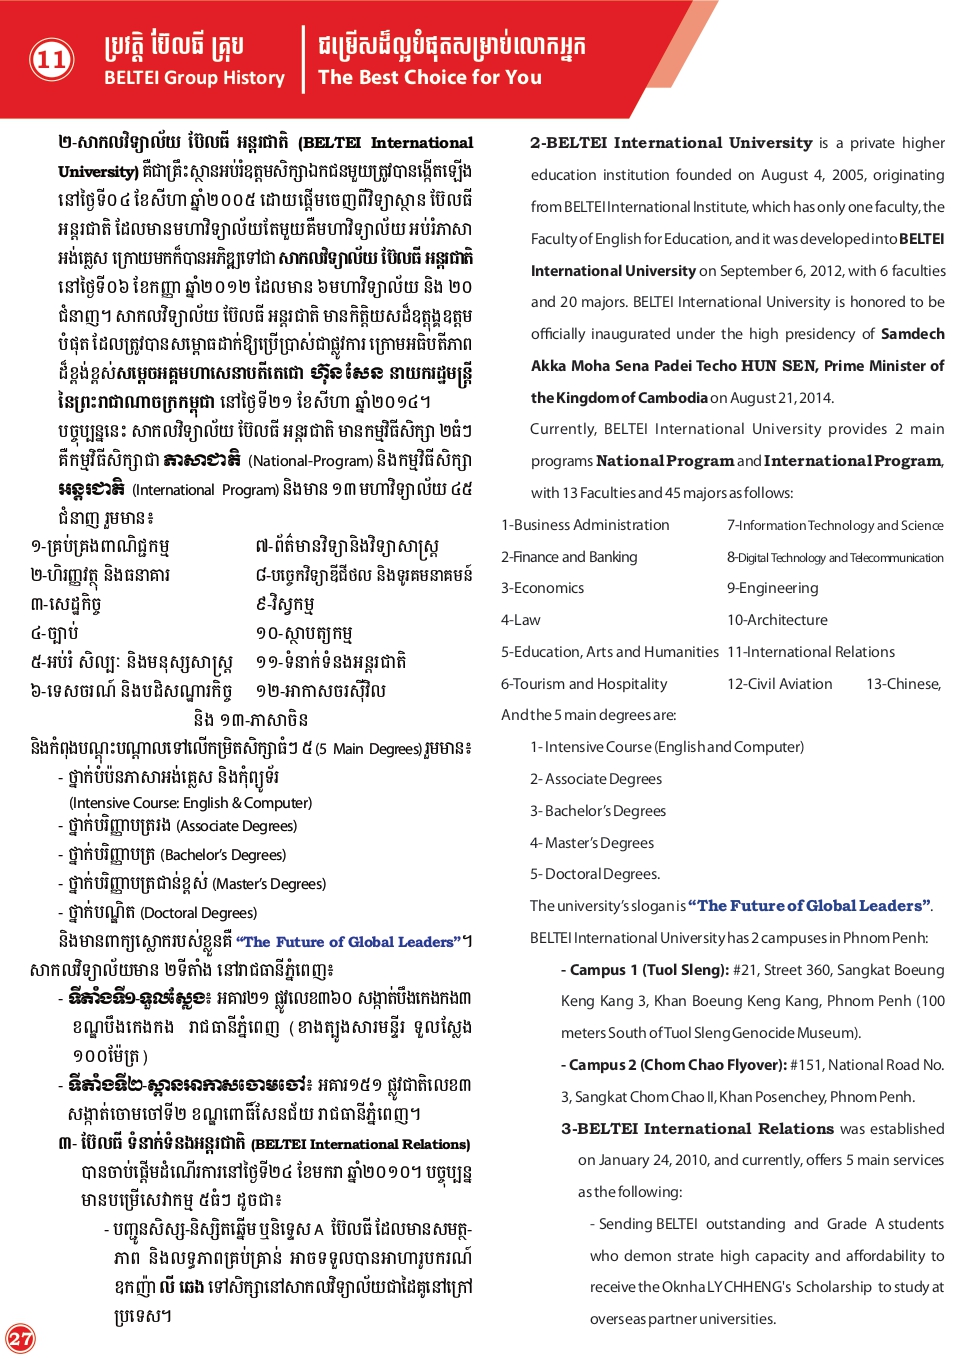 11
ប្រវត្តិ ប៊ែលធី គ្រុប
BELTEI Group History
ជម្រើសដ៏ល្អបំផុតសម្រាប់លោកអ្នក
The Best Choice for You
២-សាកលវិទ្យាល័យ ប៊ែលធី អន្តរជាតិ (BELTEI International
University) គឺជាគ្រឹះស្ថានអប់រំឧត្តមសិក្សាឯកជនមួយត្រូវបានង្កើតឡើង
នៅថ្ងៃទី០៤ ខែសីហា ឆ្នាំ២០០៥ ដោយផ្តើមចេញពីវិទ្យាស្ថាន ប៊ែលធី
អន្តរជាតិ ដែលមានមហាវិទ្យាល័យតែមួយគឺមហាវិទ្យាល័យ អប់រំភាសា
អង់គ្លេស ក្រោយមកក៏បានអភិវឌ្ឍទៅជា សាកលវិទ្យាល័យ ប៊ែលធី អន្តរជាតិ
នៅថ្ងៃទី០៦ ខែកញ្ញា ឆ្នាំ២០១២ ដែលមាន ៦មហាវិទ្យាល័យ និង ២០
ជំនាញ។ សាកលវិទ្យាល័យ ប៊ែលធី អន្តរជាតិ មានកិត្តិយសដ៏ឧត្តុង្គឧត្តម
បំផុត ដែលត្រូវបានសម្ពោធដាក់ឱ្យប្រើប្រាស់ជាផ្លូវការ ក្រោមអធិបតីភាព
ដ៏ខ្ពង់ខ្ពស់សម្តេចអគ្គមហាសេនាបតីតេជោ ហ៊ុន សែន នាយករដ្ឋមន្ត្រី
នៃព្រះរាជាណាចក្រកម្ពុជា នៅថ្ងៃទី២១ ខែសីហា ឆ្នាំ២០១៤។
បច្ចុប្បន្ននេះ សាកលវិទ្យាល័យ ប៊ែលធី អន្តរជាតិ មានកម្មវិធីសិក្សា ២ធំៗ
គឺកម្មវិធីសិក្សាជា ភាសាជាតិ (National-Program) និងកម្មវិធីសិក្សា
អន្តរជាតិ (International Program) និងមាន ១៣ មហាវិទ្យាល័យ ៤៥
ជំនាញ រួមមាន៖
១-គ្រប់គ្រងពាណិជ្ជកម្ម ៧-ព័ត៌មានវិទ្យានិងវិទ្យាសាស្ត្រ
២-ហិរញ្ញវត្ថុ និងធនាគារ ៨-បច្ចេកវិទ្យាឌីជីថល និងទូរគមនាគមន៍
៣-សេដ្ឋកិច្ច ៩-វិស្វកម្ម
៤-ច្បាប់ ១០-ស្ថាបត្យកម្ម
៥-អប់រំ សិល្បៈ និងមនុស្សសាស្ត្រ ១១-ទំនាក់ទំនងអន្តរជាតិ
៦-ទេសចរណ៍ និងបដិសណ្ឋារកិច្ច ១២-អាកាសចរស៊ីវិល
និង ១៣-ភាសាចិន
និងកំពុងបណ្តុះបណ្តាលទៅលើកម្រិតសិក្សាធំៗ ៥ (5 Main Degrees) រួមមាន៖
- ថ្នាក់បំប៉នភាសាអង់គ្លេស និងកុំព្យូទ័រ
(Intensive Course: English & Computer)
- ថ្នាក់បរិញ្ញាបត្ររង (Associate Degrees)
- ថ្នាក់បរិញ្ញាបត្រ (Bachelor's Degrees)
- ថ្នាក់បរិញ្ញាបត្រជាន់ខ្ពស់ (Master's Degrees)
- ថ្នាក់បណ្ឌិត (Doctoral Degrees)
និងមានពាក្យស្លោករបស់ខ្លួនគឺ “The Future of Global Leaders”។
សាកលវិទ្យាល័យមាន ២ទីតាំង នៅរាជធានីភ្នំពេញ៖
- ទីតាំងទី១-ទួលស្លែង៖ អគារ២១ ផ្លូវលេខ៣៦០ សង្កាត់បឹងកេងកង៣
ខណ្ឌបឹងកេងកង រាជធានីភ្នំពេញ (ខាងត្បូងសារមន្ទីរ ទួលស្លែង
១០០ម៉ែត្រ)
- ទីតាំងទី២-ស្ពានអាកាសចោមចៅ៖ អគារ១៥១ ផ្លូវជាតិលេខ៣
សង្កាត់ចោមចៅទី២ ខណ្ឌពោធិ៍សែនជ័យ រាជធានីភ្នំពេញ។
៣- ប៊ែលធី ទំនាក់ទំនងអន្តរជាតិ (BELTEI International Relations)
បានចាប់ផ្តើមដំណើរការនៅថ្ងៃទី២៤ ខែមករា ឆ្នាំ២០១០។ បច្ចុប្បន្ន
មានបម្រើសេវាកម្ម ៥ធំៗ ដូចជា៖
- បញ្ជូនសិស្ស-និស្សិតឆ្នើម ឬនិទ្ទេស A ប៊ែលធី ដែលមានសមត្ថ-
ភាព និងលទ្ធភាពគ្រប់គ្រាន់ អាចទទួលបានអាហារូបករណ៍
ឧកញ៉ា លី ឆេង ទៅសិក្សានៅសាកលវិទ្យាល័យជាដៃគូនៅក្រៅ
ប្រទេស។
2-BELTEI International University is a private higher
education institution founded on August 4, 2005, originating
from BELTEI International Institute, which has only one faculty, the
Faculty of English for Education, and it was developed into BELTEI
International University on September 6, 2012, with 6 faculties
and 20 majors. BELTEI International University is honored to be
officially inaugurated under the high presidency of Samdech
Akka Moha Sena Padei Techo HUN SEN, Prime Minister of
the Kingdom of Cambodia on August 21, 2014.
Currently, BELTEI International University provides 2 main
programs National Program and International Program,
with 13 Faculties and 45 majors as follows:
1-Business Administration 7-Information Technology and Science
2-Finance and Banking 8-Digital Technology and Telecommunication
3-Economics 9-Engineering
4-Law 10-Architecture
5-Education, Arts and Humanities 11-International Relations
6-Tourism and Hospitality 12-Civil Aviation 13-Chinese,
And the 5 main degrees are:
1- Intensive Course (English and Computer)
2- Associate Degrees
3- Bachelor's Degrees
4- Master's Degrees
5- Doctoral Degrees.
The university's slogan is “The Future of Global Leaders”.
BELTEI International University has 2 campuses in Phnom Penh:
- Campus 1 (Tuol Sleng): #21, Street 360, Sangkat Boeung
Keng Kang 3, Khan Boeung Keng Kang, Phnom Penh (100
meters South of Tuol Sleng Genocide Museum).
- Campus 2 (Chom Chao Flyover): #151, National Road No.
3, Sangkat Chom Chao II, Khan Posenchey, Phnom Penh.
3-BELTEI International Relations was established
on January 24, 2010, and currently, offers 5 main services
as the following:
- Sending BELTEI outstanding and Grade A students
who demon strate high capacity and affordability to
receive the Oknha LY CHHENG's Scholarship to study at
overseas partner universities.
27